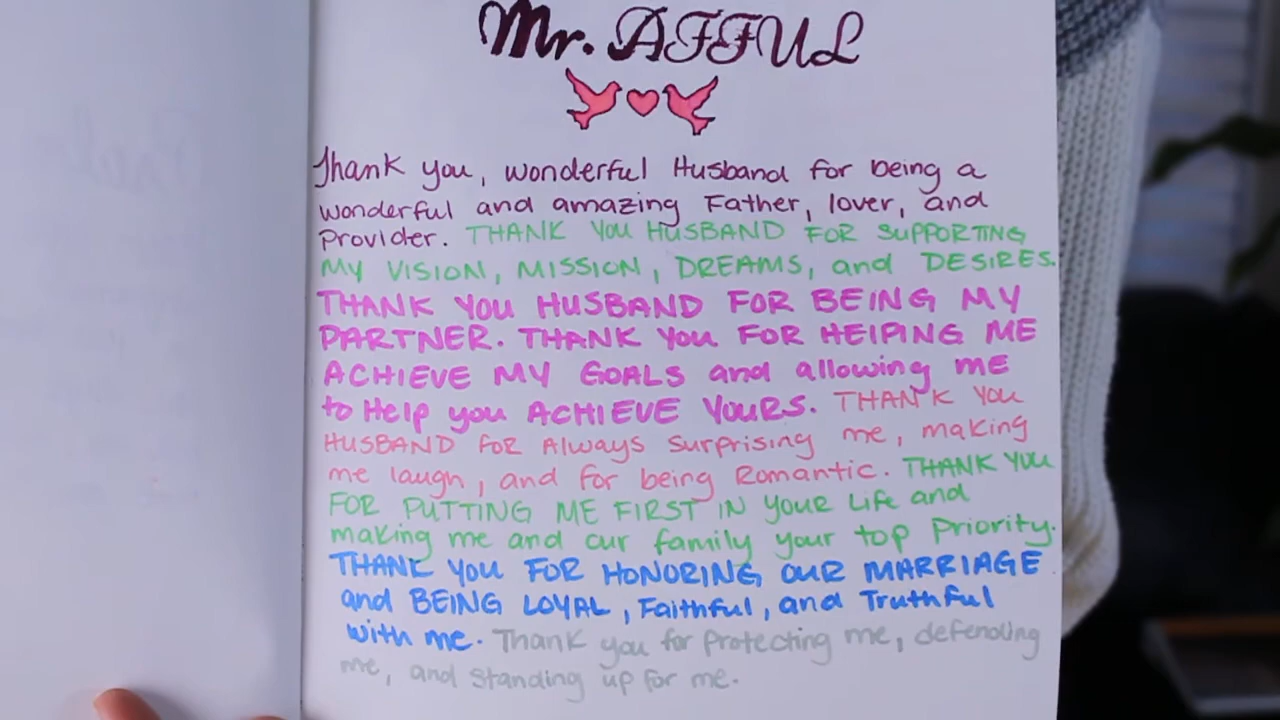 Mr. AFFUL
Thank you, wonderful Husband for being a
wonderful and amazing Father, lover, and
Provider. THANK YOU HUSBAND FOR SUPPORTING
MY VISION, MISSION, DREAMS, and DESIRES.
THANK YOU HUSBAND FOR BEING MY
PARTNER. THANK YOU FOR HElPING ME
ACHIEVE MY GOALS and allowing ME
to Help you ACHIEVE YOURS. THANK YOU
HUSBAND FOR Always Surprising me, making
me laugh, and for being Romantic. THANK YOU
FOR PUTTING ME FIRST IN YOUR Life and
making me and our family your top Priority.
THANK YOU FOR HONORING OUR MARRIAGE
and BEING LOYAL, Faithful, and Truthful
with me. Thank you for Protecting me, defending
me, and Standing up for me.